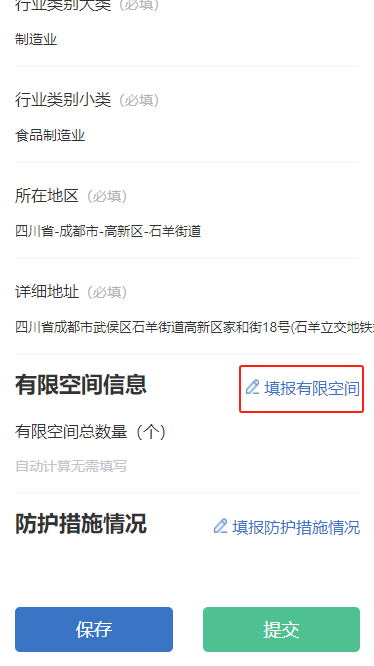 行业类别大类（必填）
制造业
行业类别小类（必填）
食品制造业
所在地区（必填）
四川省-成都市-高新区-石羊街道
详细地址（必填）
四川省成都市武侯区石羊街道高新区家和街18号(石羊立交地铁
有限空间信息 填报有限空间
有限空间总数量（个）
自动计算无需填写
防护措施情况 填报防护措施情况
保存 提交